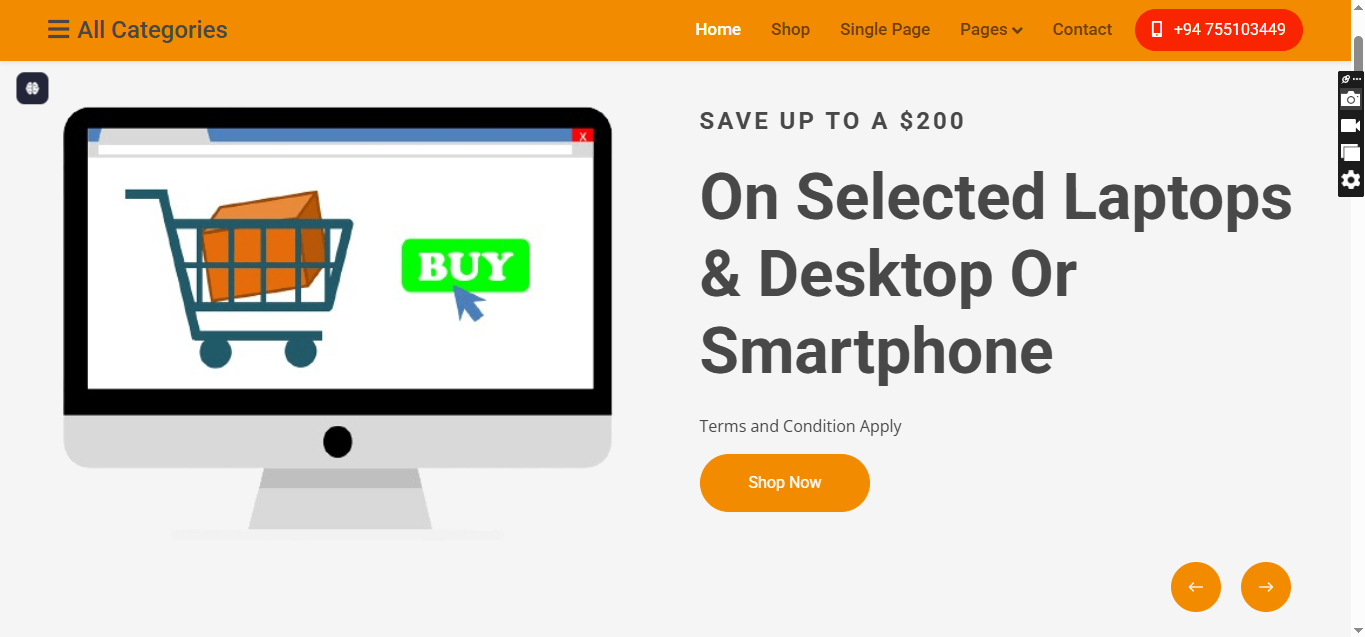 All Categories
Home Shop Single Page Pages Contact +94 755103449
X
BUY
SAVE UP TO A $200
On Selected Laptops
& Desktop Or
Smartphone
Terms and Condition Apply
Shop Now